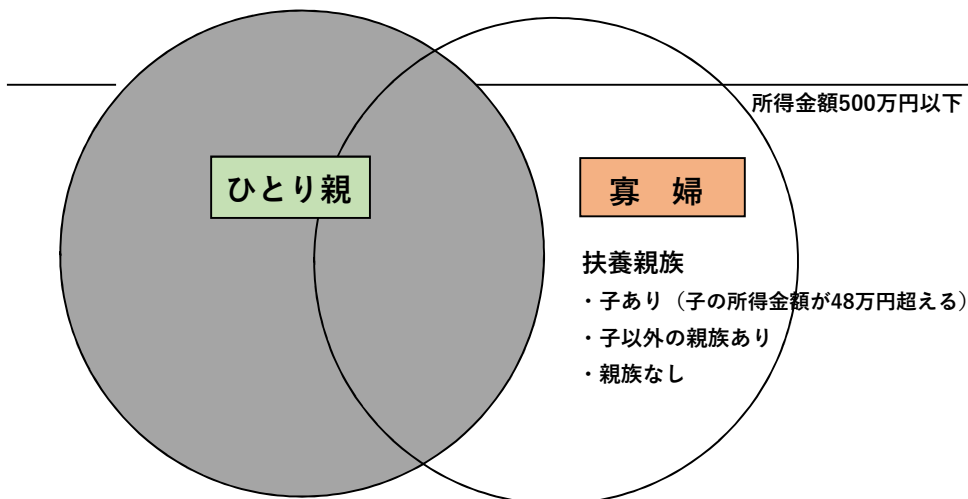 所得金額500万円以下
ひとり親
寡　婦
扶養親族
・子あり（子の所得金額が48万円超える）
・子以外の親族あり
・親族なし